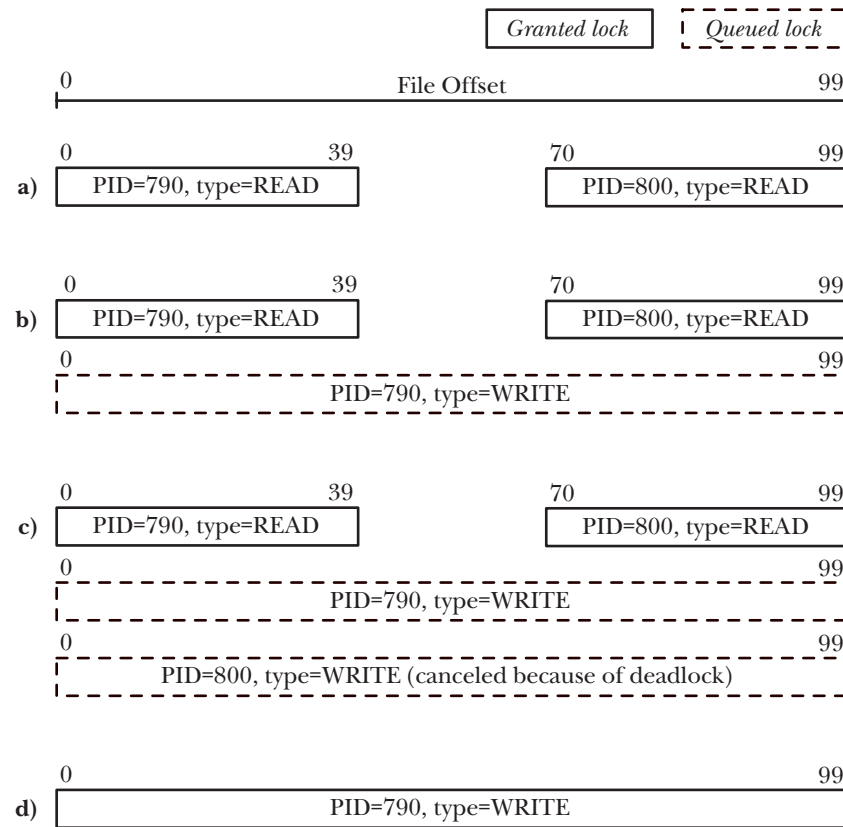 Granted lock Queued lock
0 99
File Offset
0 39 70 99
a) PID=790, type=READ PID=800, type=READ
0 39 70 99
b) PID=790, type=READ PID=800, type=READ
0 99
PID=790, type=WRITE
0 39 70 99
c) PID=790, type=READ PID=800, type=READ
0 99
PID=790, type=WRITE
0 99
PID=800, type=WRITE (canceled because of deadlock)
0 99
d) PID=790, type=WRITE